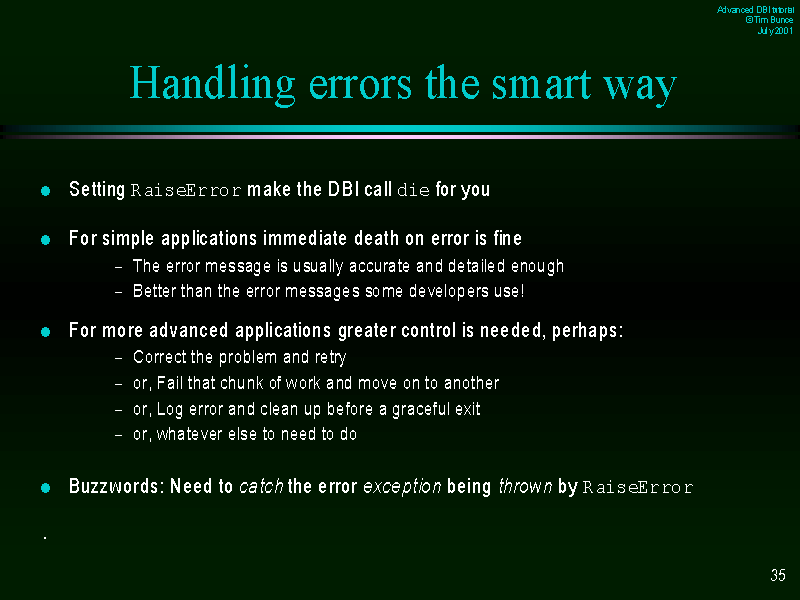 Advanced DBI tutorial
© Tim Bunce
July 2001
Handling errors the smart way
● Setting RaiseError make the DBI call die for you
● For simple applications immediate death on error is fine
– The error message is usually accurate and detailed enough
– Better than the error messages some developers use!
● For more advanced applications greater control is needed, perhaps:
– Correct the problem and retry
– or, Fail that chunk of work and move on to another
– or, Log error and clean up before a graceful exit
– or, whatever else to need to do
● Buzzwords: Need to catch the error exception being thrown by RaiseError
.
35